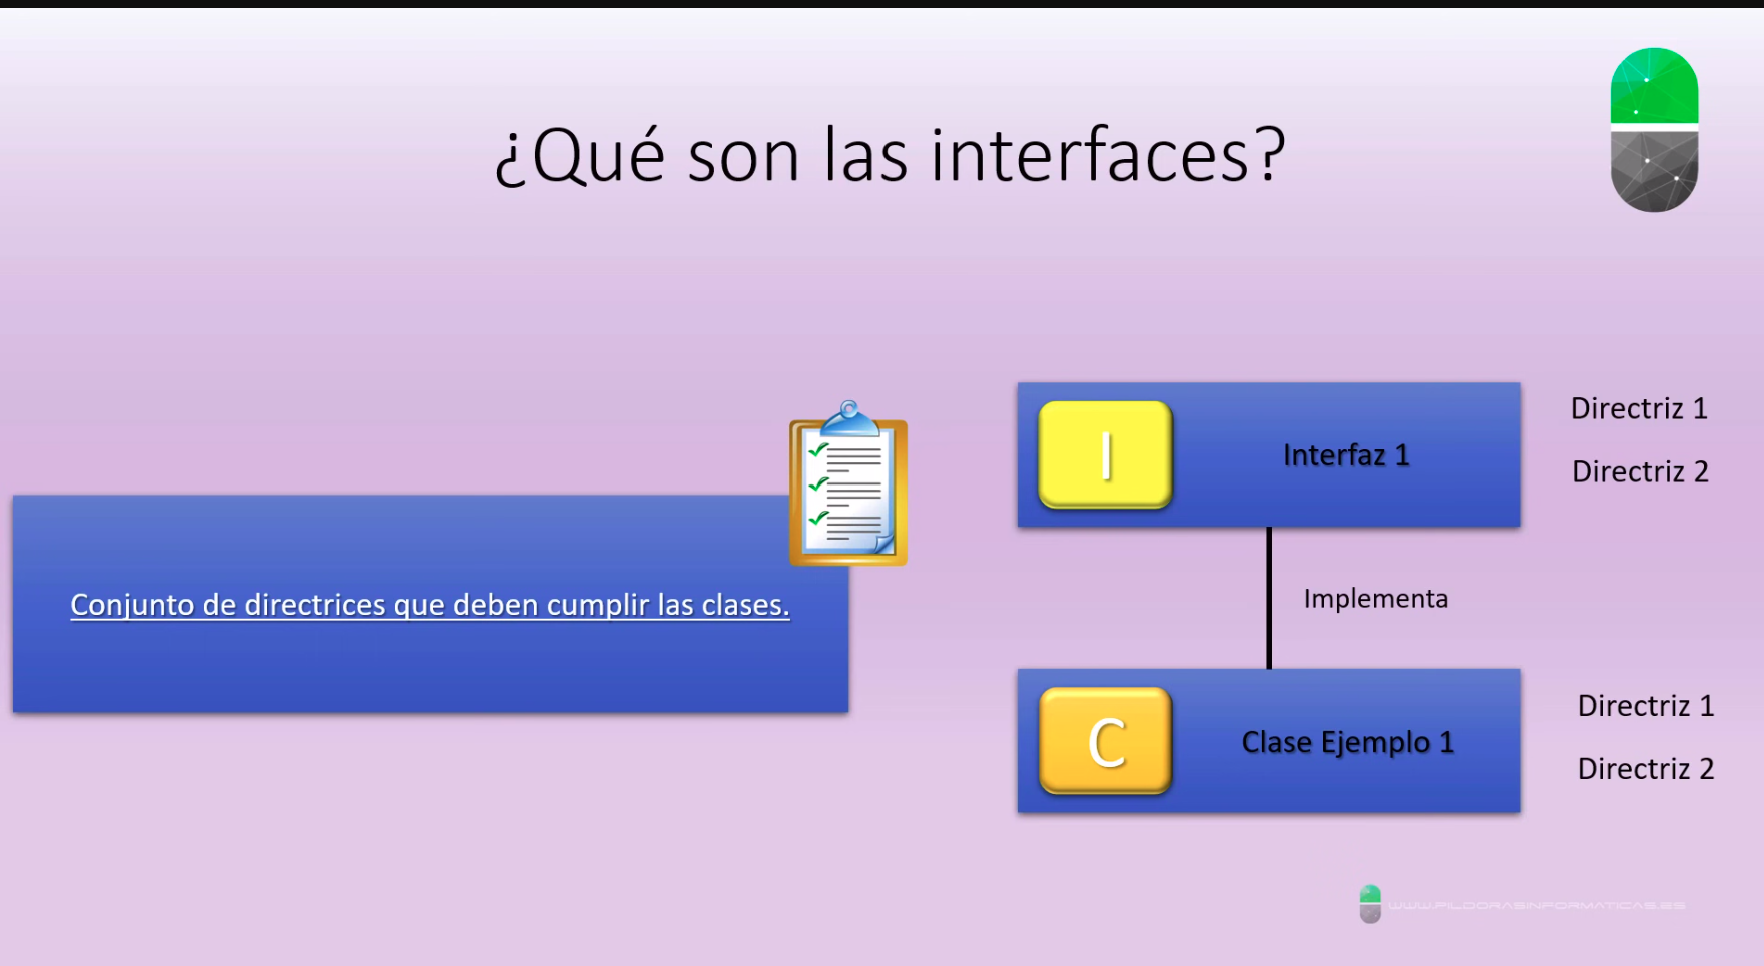 ¿Qué son las interfaces?
Conjunto de directrices que deben cumplir las clases.
I
Interfaz 1
Directriz 1
Directriz 2
Implementa
C
Clase Ejemplo 1
Directriz 1
Directriz 2
WWW.PILDORASINFORMATICAS.ES